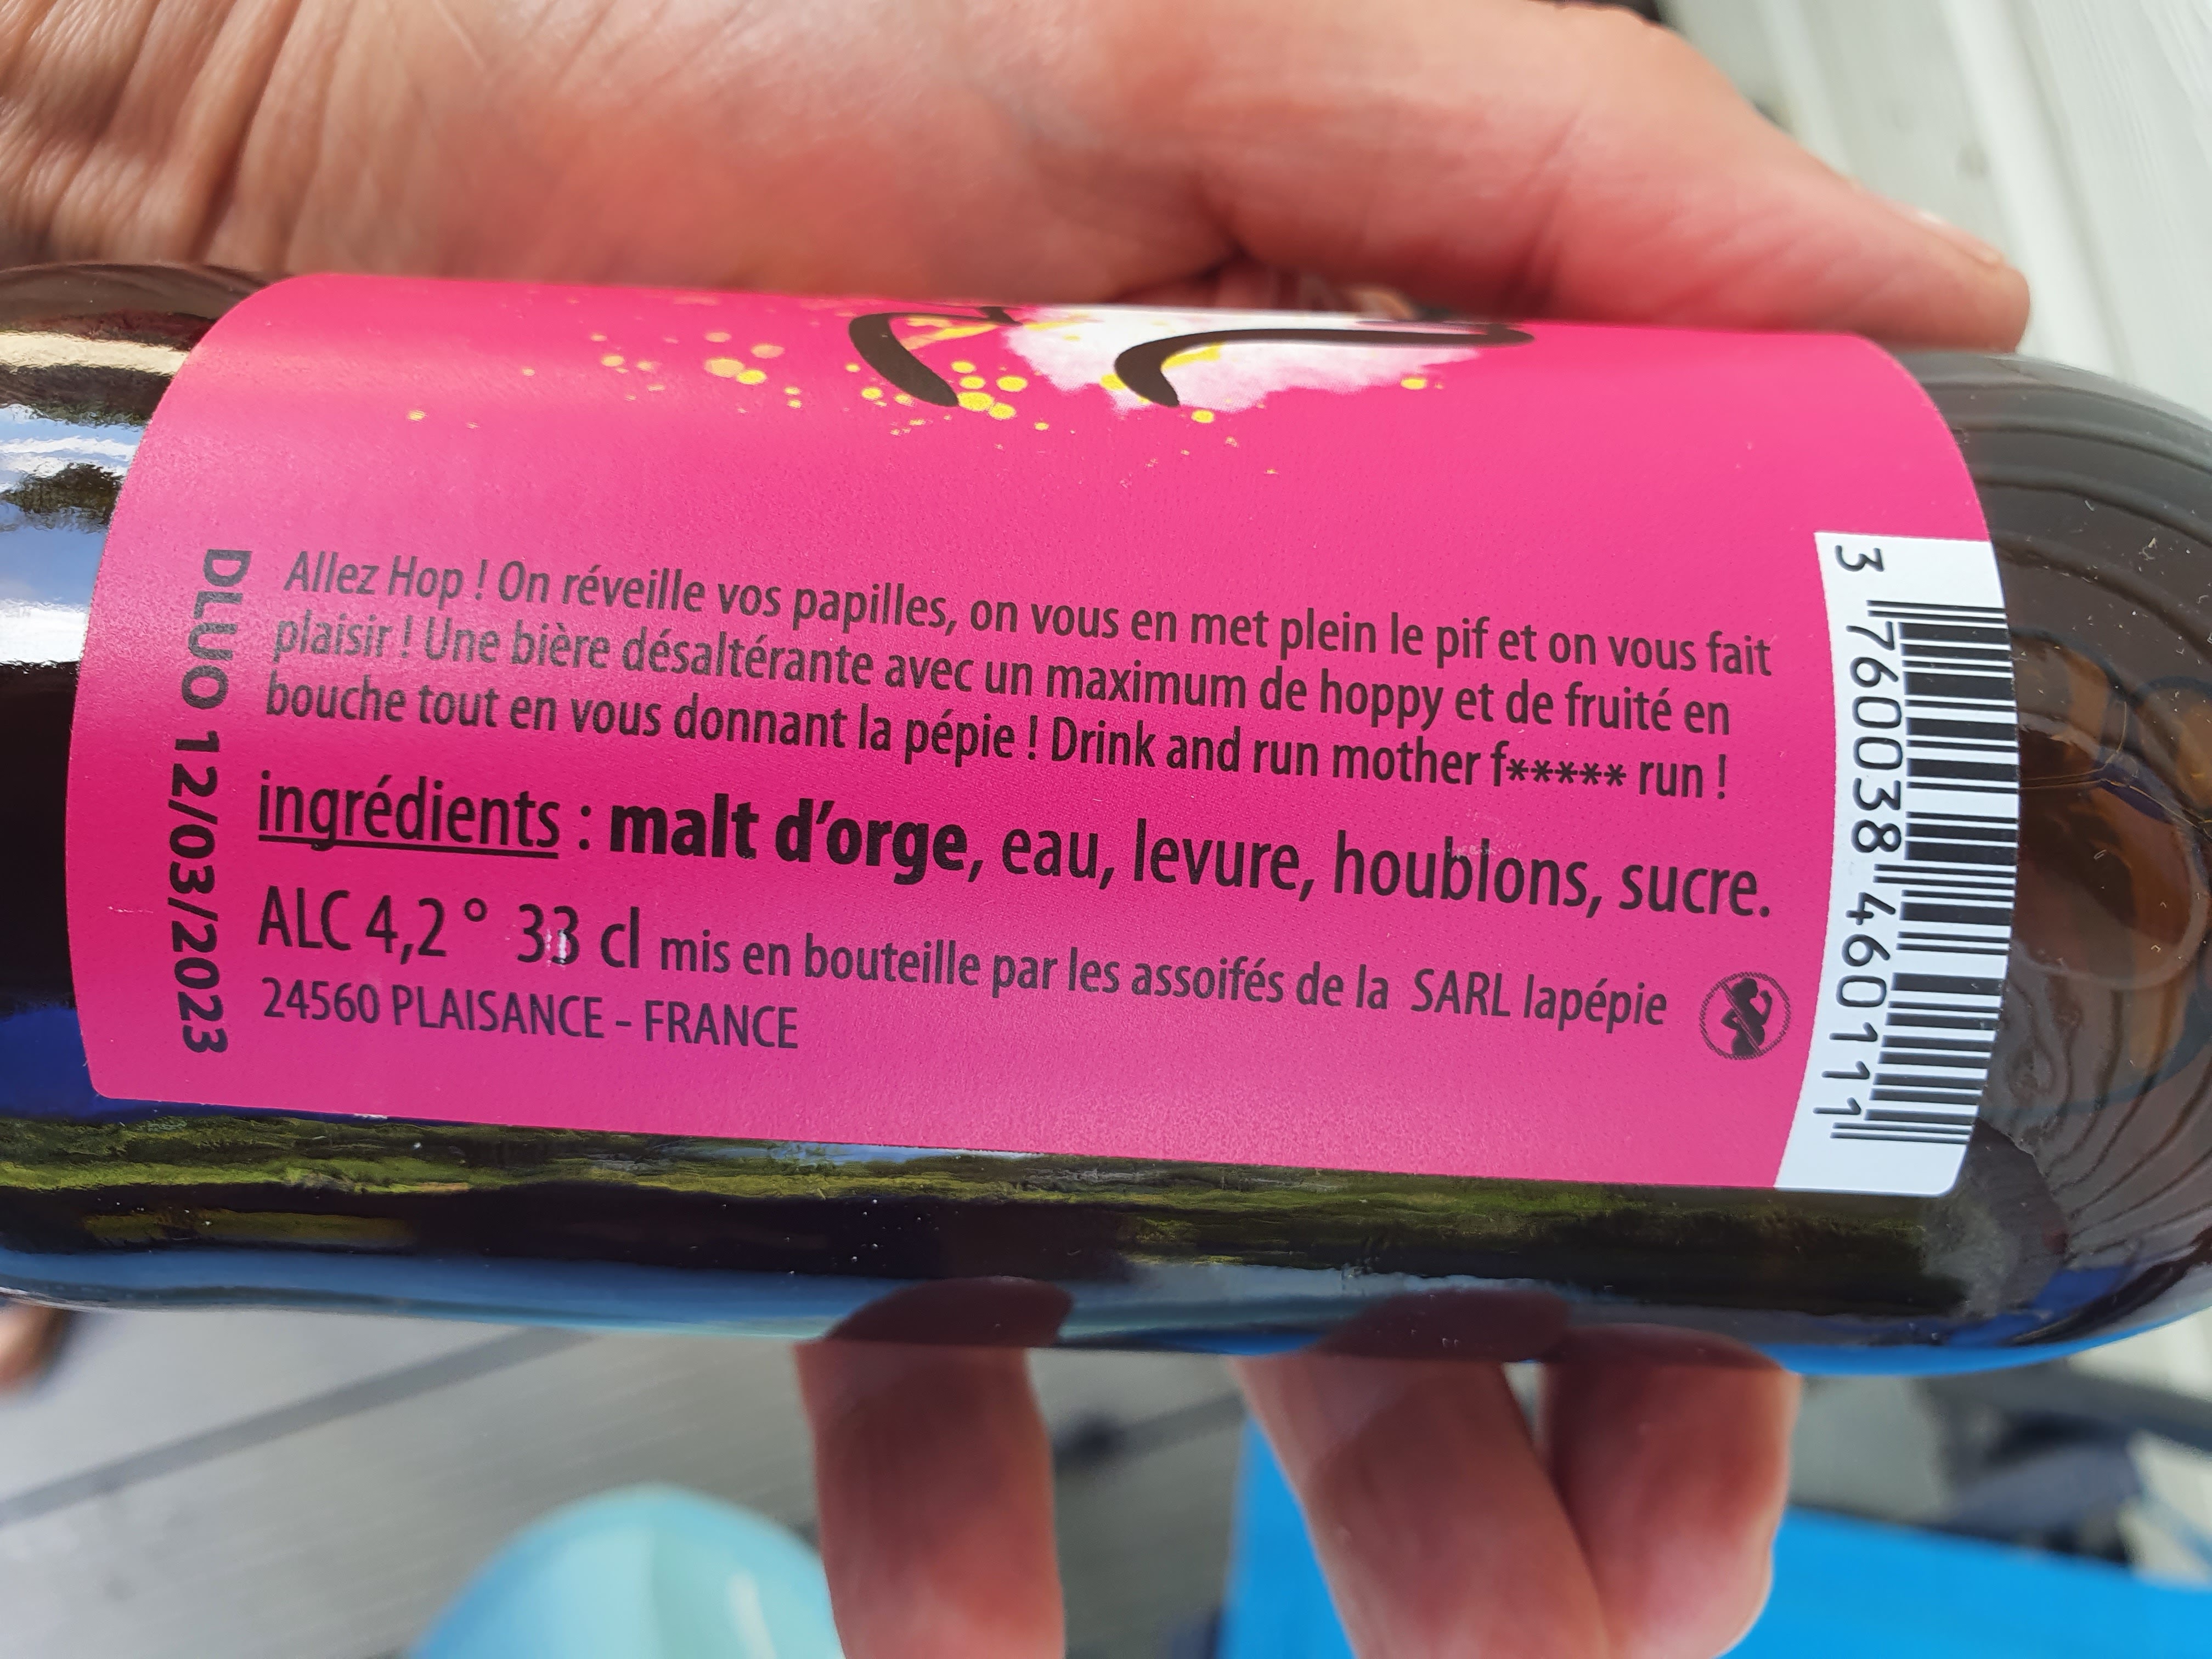 Allez Hop ! On réveille vos papilles, on vous en met plein le pif et on vous fait
plaisir ! Une bière désaltérante avec un maximum de hoppy et de fruité en
bouche tout en vous donnant la pépie ! Drink and run mother f***** run !
ingrédients : malt d'orge, eau, levure, houblons, sucre.
ALC 4,2° 33 cl mis en bouteille par les assoifés de la SARL lapépie
24560 PLAISANCE - FRANCE
DLUO 12/03/2023
3 760038 460111